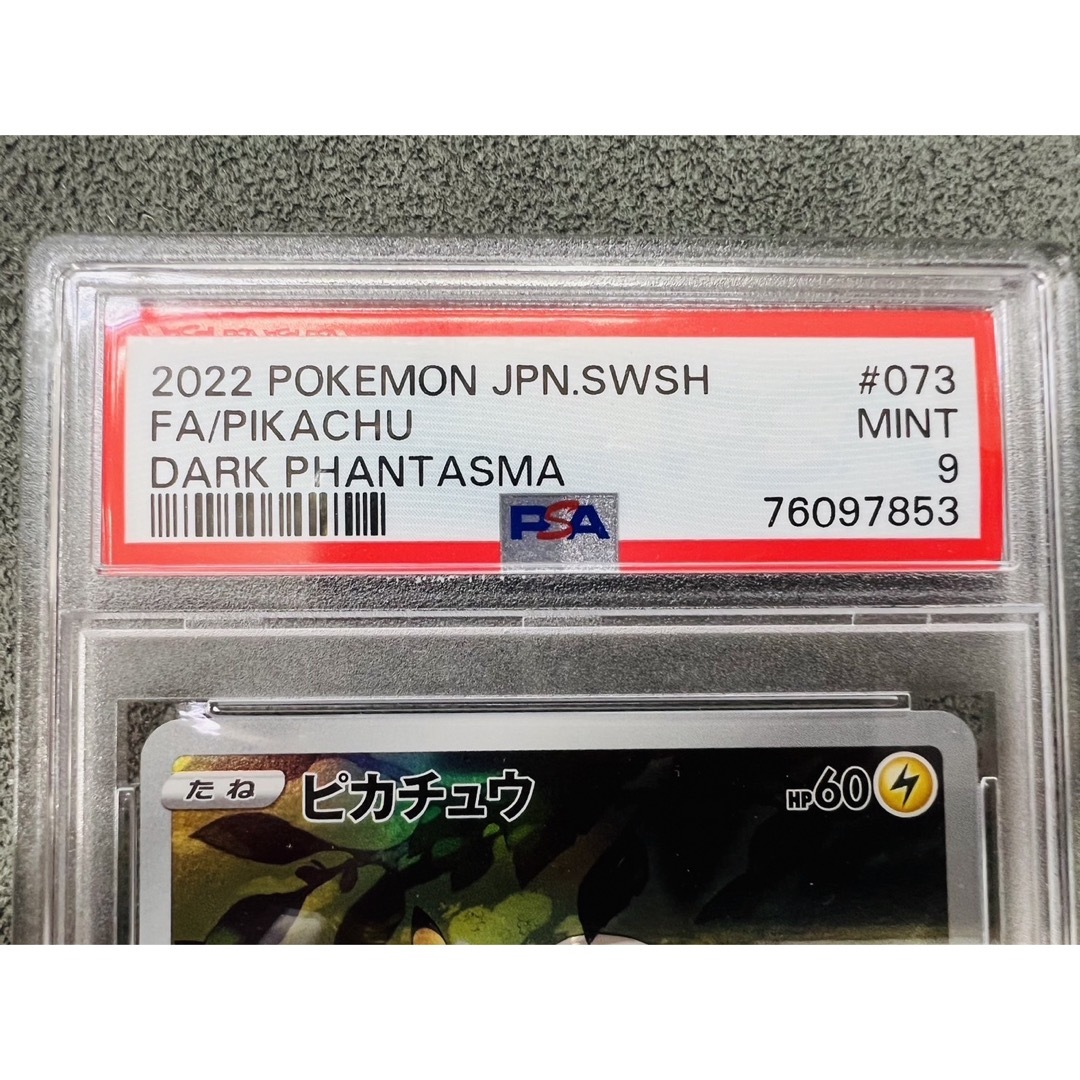 2022 POKEMON JPN.SWSH #073
FA/PIKACHU MINT
DARK PHANTASMA 9
PSA 76097853
たね ピカチュウ HP60